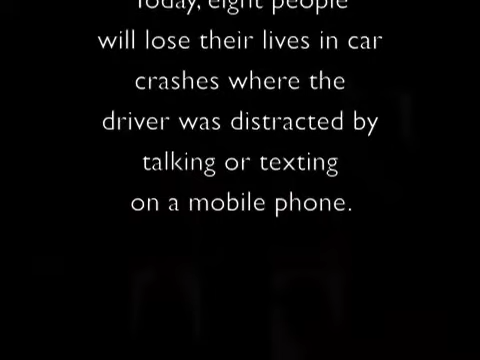 Today, eight people
will lose their lives in car
crashes where the
driver was distracted by
talking or texting
on a mobile phone.